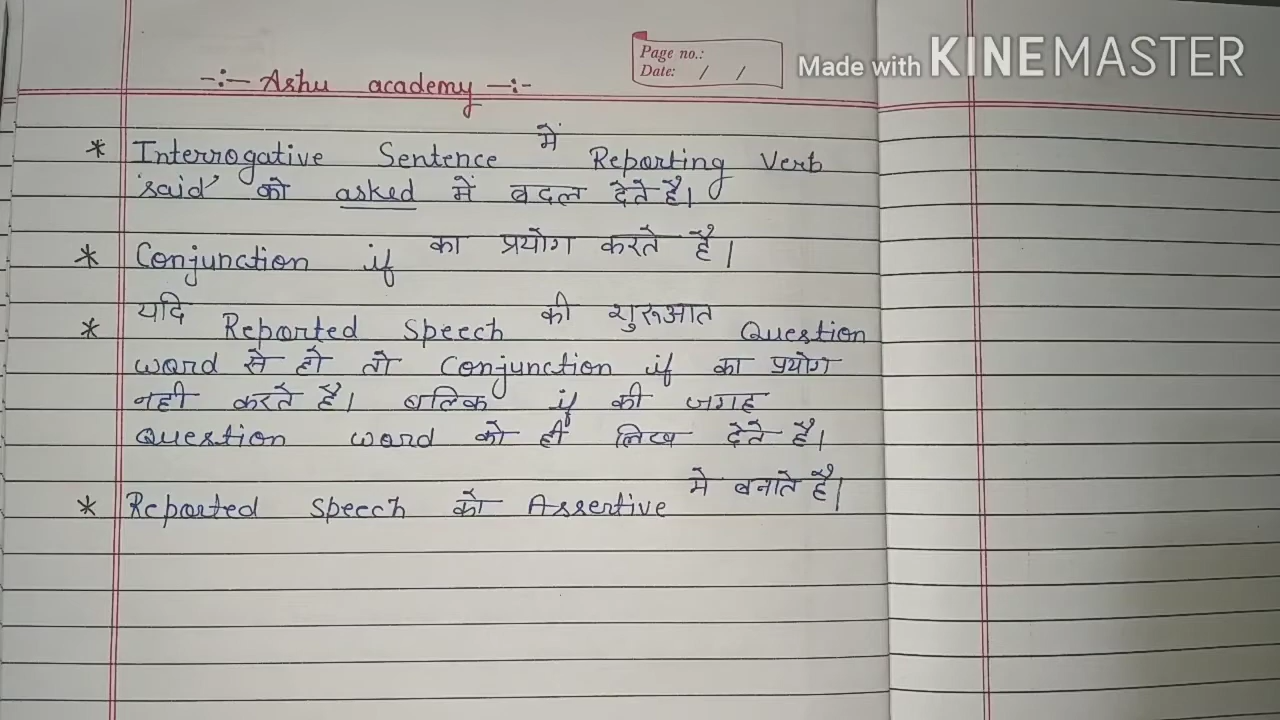 Page no.:
Date: / /
Made with KINEMASTER
-:- Ashu academy -:-
* Interrogative Sentence में Reporting Verb
'said' को asked में बदल देते है।
* Conjunction if का प्रयोग करते है।
* यदि Reported Speech की शुरूआत Question
word से हो तो Conjunction if का प्रयोग
नही करते है। बल्कि if की जगह
Question word को ही लिख देते है।
* Reported Speech को Assertive मे बनाते है।